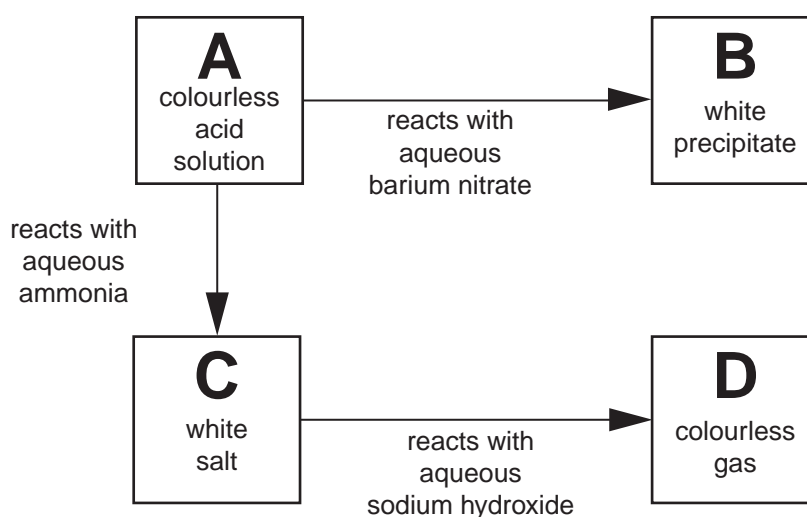 A
colourless
acid
solution
reacts with
aqueous
barium nitrate
B
white
precipitate
reacts with
aqueous
ammonia
C
white
salt
reacts with
aqueous
sodium hydroxide
D
colourless
gas